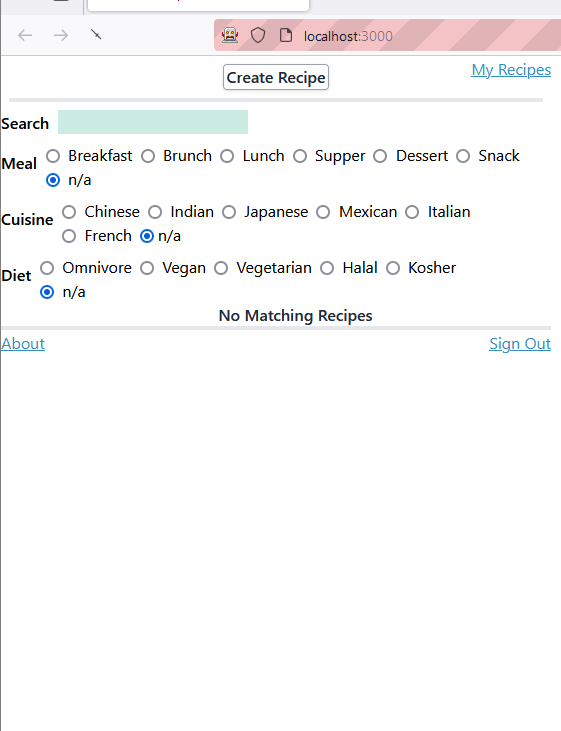 localhost:3000
Create Recipe
My Recipes
Search
Meal Breakfast Brunch Lunch Supper Dessert Snack
n/a
Cuisine Chinese Indian Japanese Mexican Italian
French n/a
Diet Omnivore Vegan Vegetarian Halal Kosher
n/a
No Matching Recipes
About Sign Out